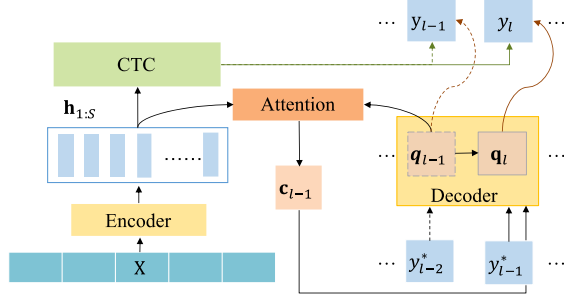 ... y_{l−1} y_l ...
CTC
h_{1:S}
Attention
......
... q_{l−1} q_l ...
c_{l−1}
Decoder
Encoder
X
... y*_{l−2} y*_{l−1} ...